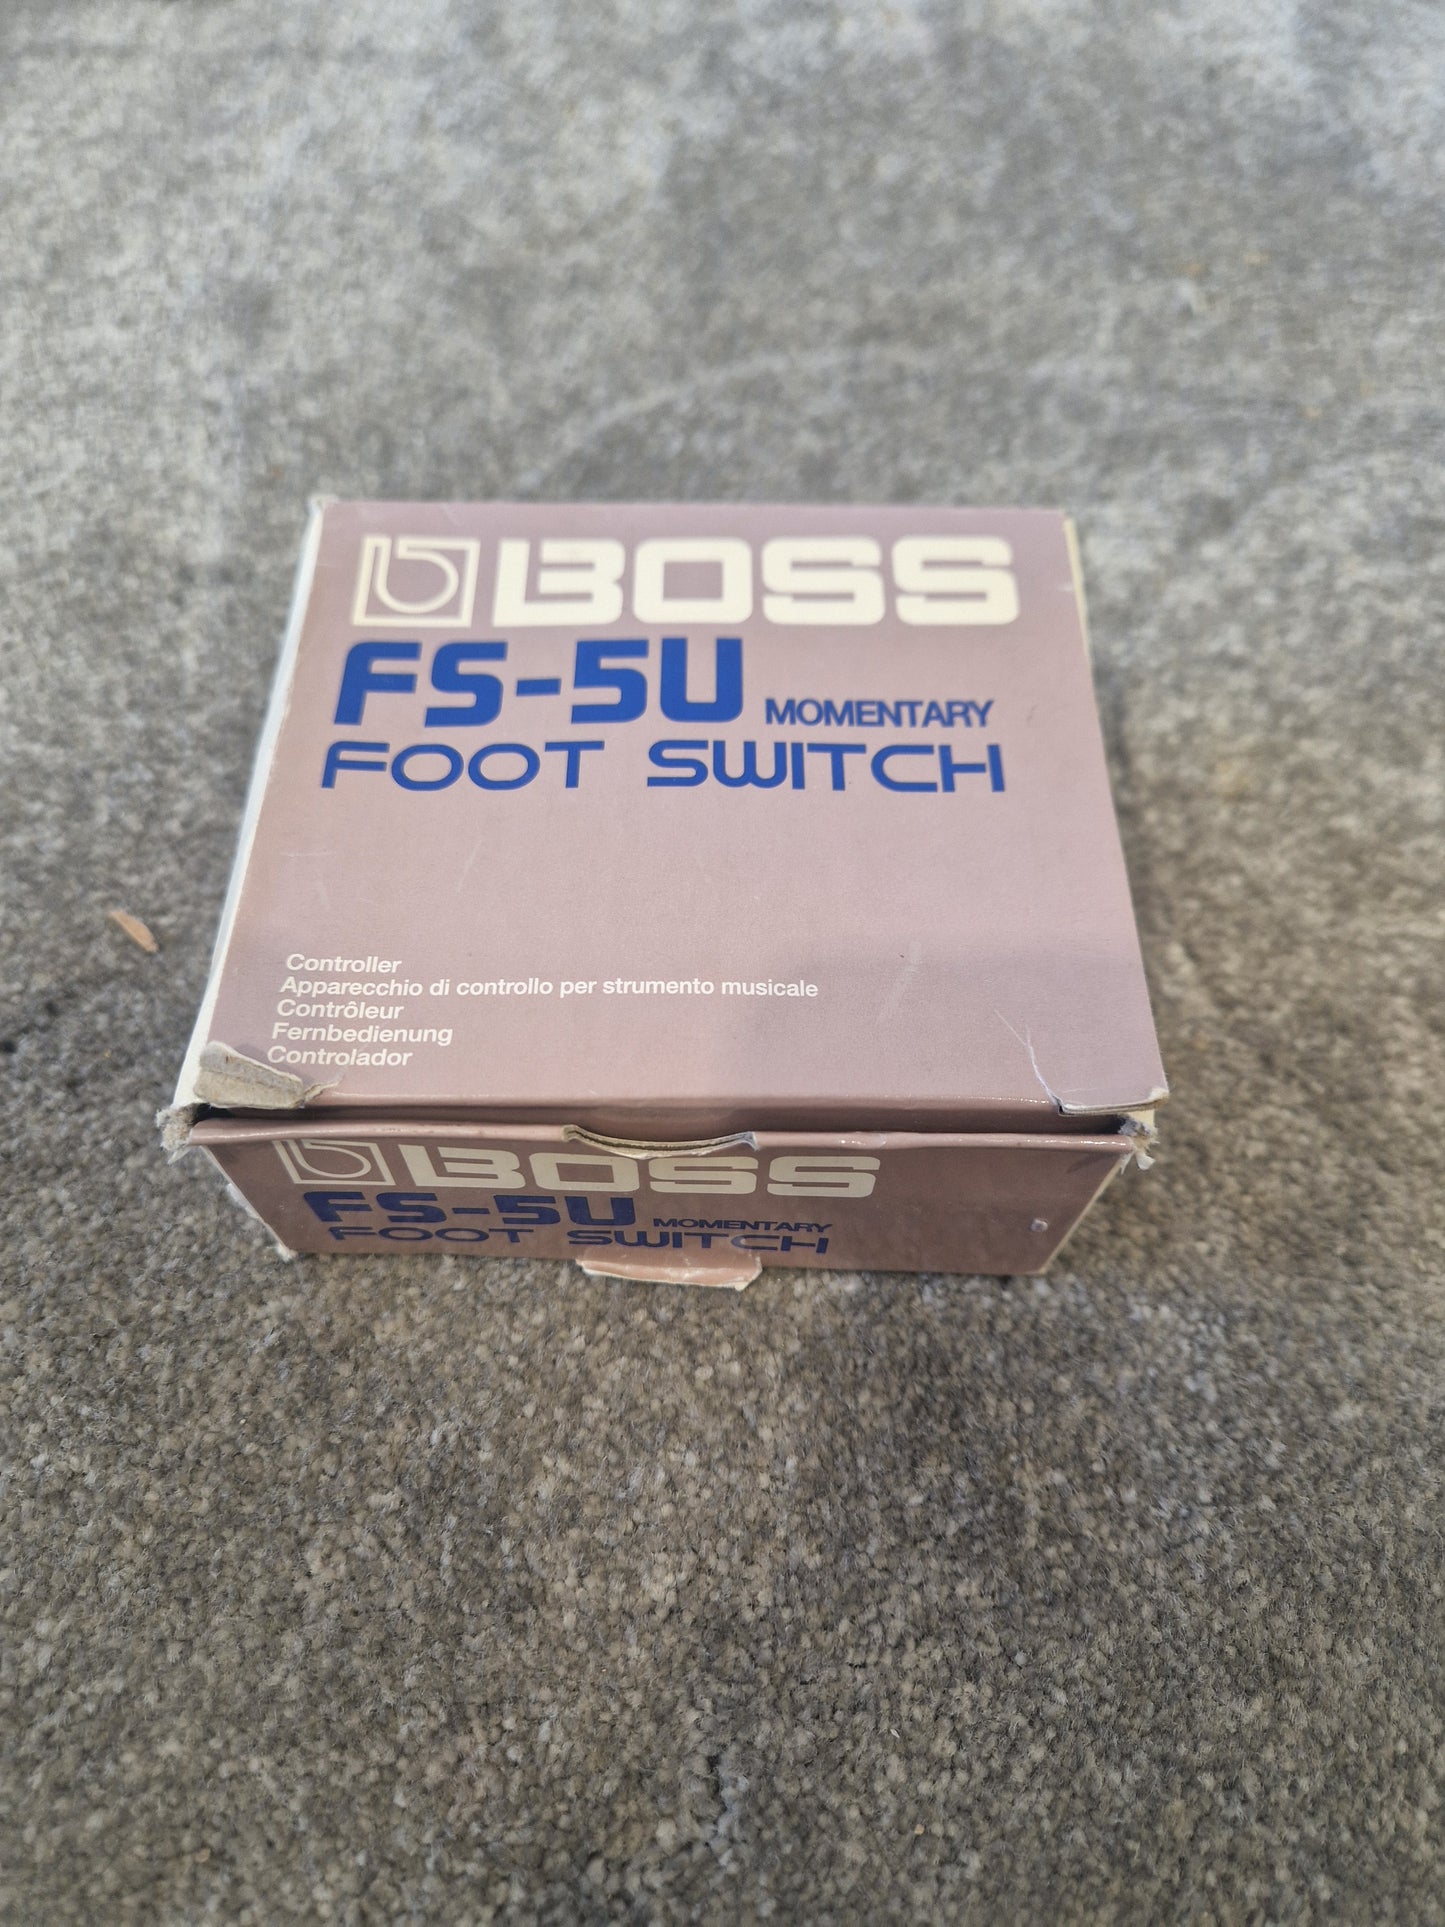 BOSS
FS-5U MOMENTARY
FOOT SWITCH
Controller
Apparecchio di controllo per strumento musicale
Contrôleur
Fernbedienung
Controlador
BOSS
FS-5U MOMENTARY
FOOT SWITCH